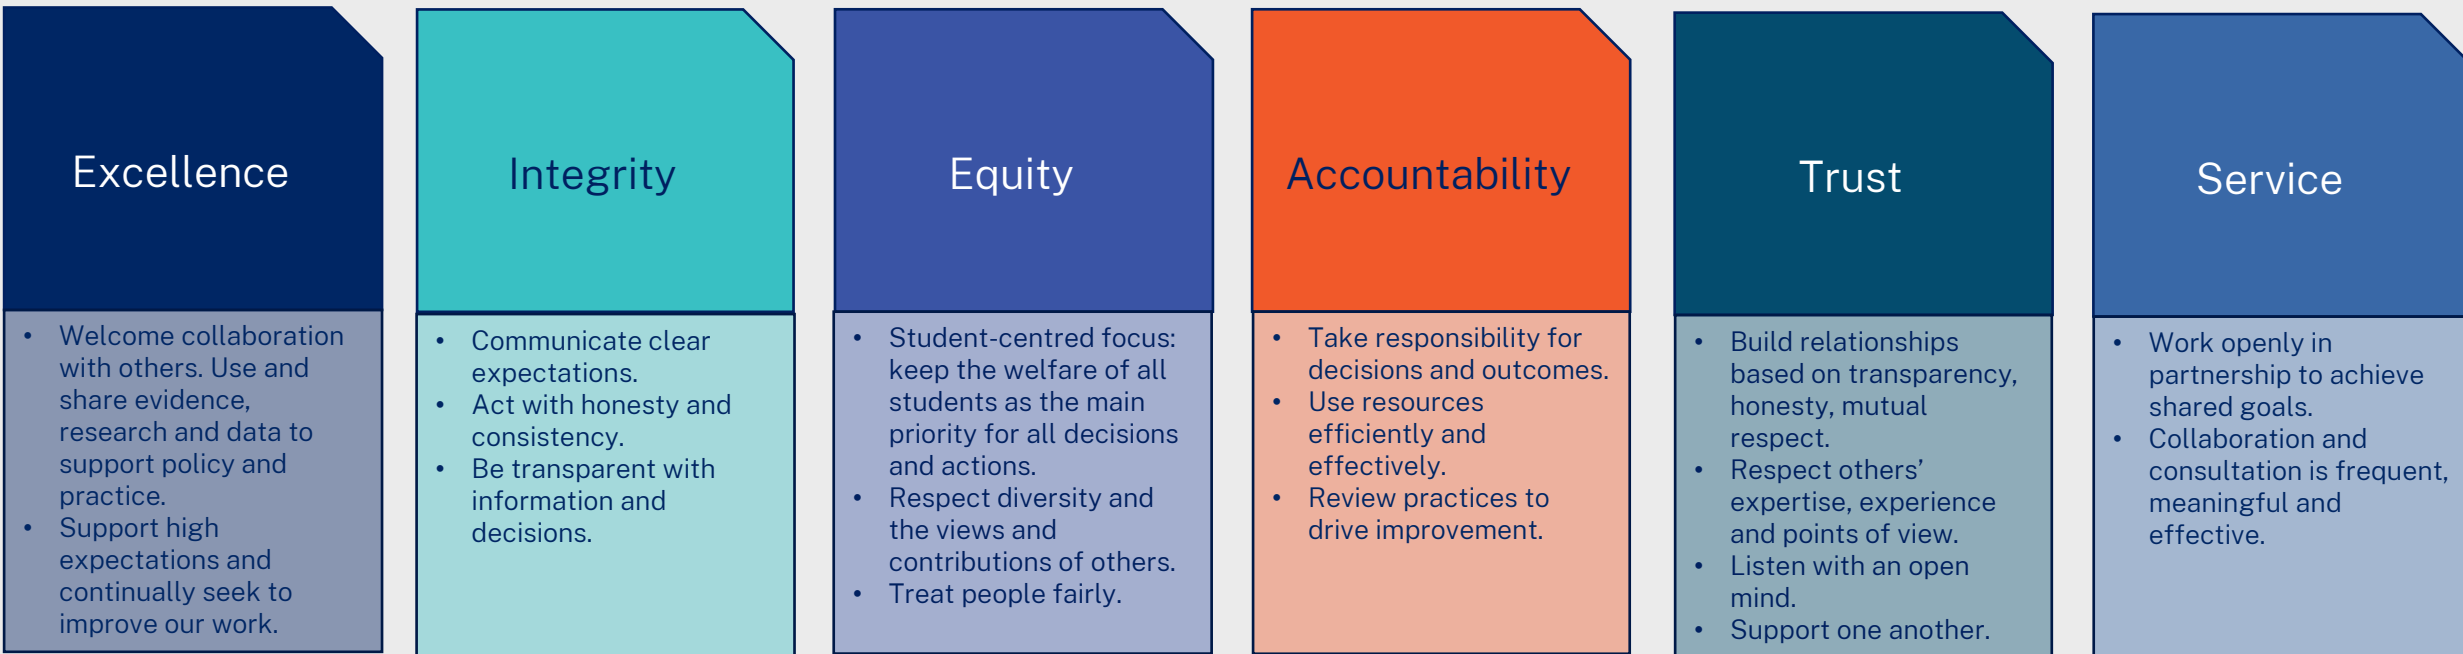 Excellence
• Welcome collaboration
with others. Use and
share evidence,
research and data to
support policy and
practice.
• Support high
expectations and
continually seek to
improve our work.
Integrity
• Communicate clear
expectations.
• Act with honesty and
consistency.
• Be transparent with
information and
decisions.
Equity
• Student-centred focus:
keep the welfare of all
students as the main
priority for all decisions
and actions.
• Respect diversity and
the views and
contributions of others.
• Treat people fairly.
Accountability
• Take responsibility for
decisions and outcomes.
• Use resources
efficiently and
effectively.
• Review practices to
drive improvement.
Trust
• Build relationships
based on transparency,
honesty, mutual
respect.
• Respect others’
expertise, experience
and points of view.
• Listen with an open
mind.
• Support one another.
Service
• Work openly in
partnership to achieve
shared goals.
• Collaboration and
consultation is frequent,
meaningful and
effective.